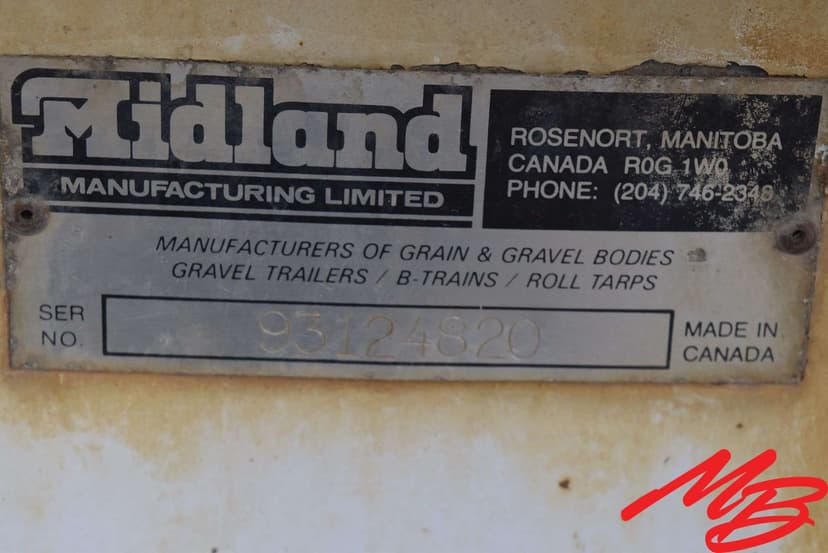 Midland
MANUFACTURING LIMITED
ROSENORT, MANITOBA
CANADA R0G 1W0
PHONE: (204) 746-2348
MANUFACTURERS OF GRAIN & GRAVEL BODIES
GRAVEL TRAILERS / B-TRAINS / ROLL TARPS
SER
NO.
93124820
MADE IN
CANADA
MB